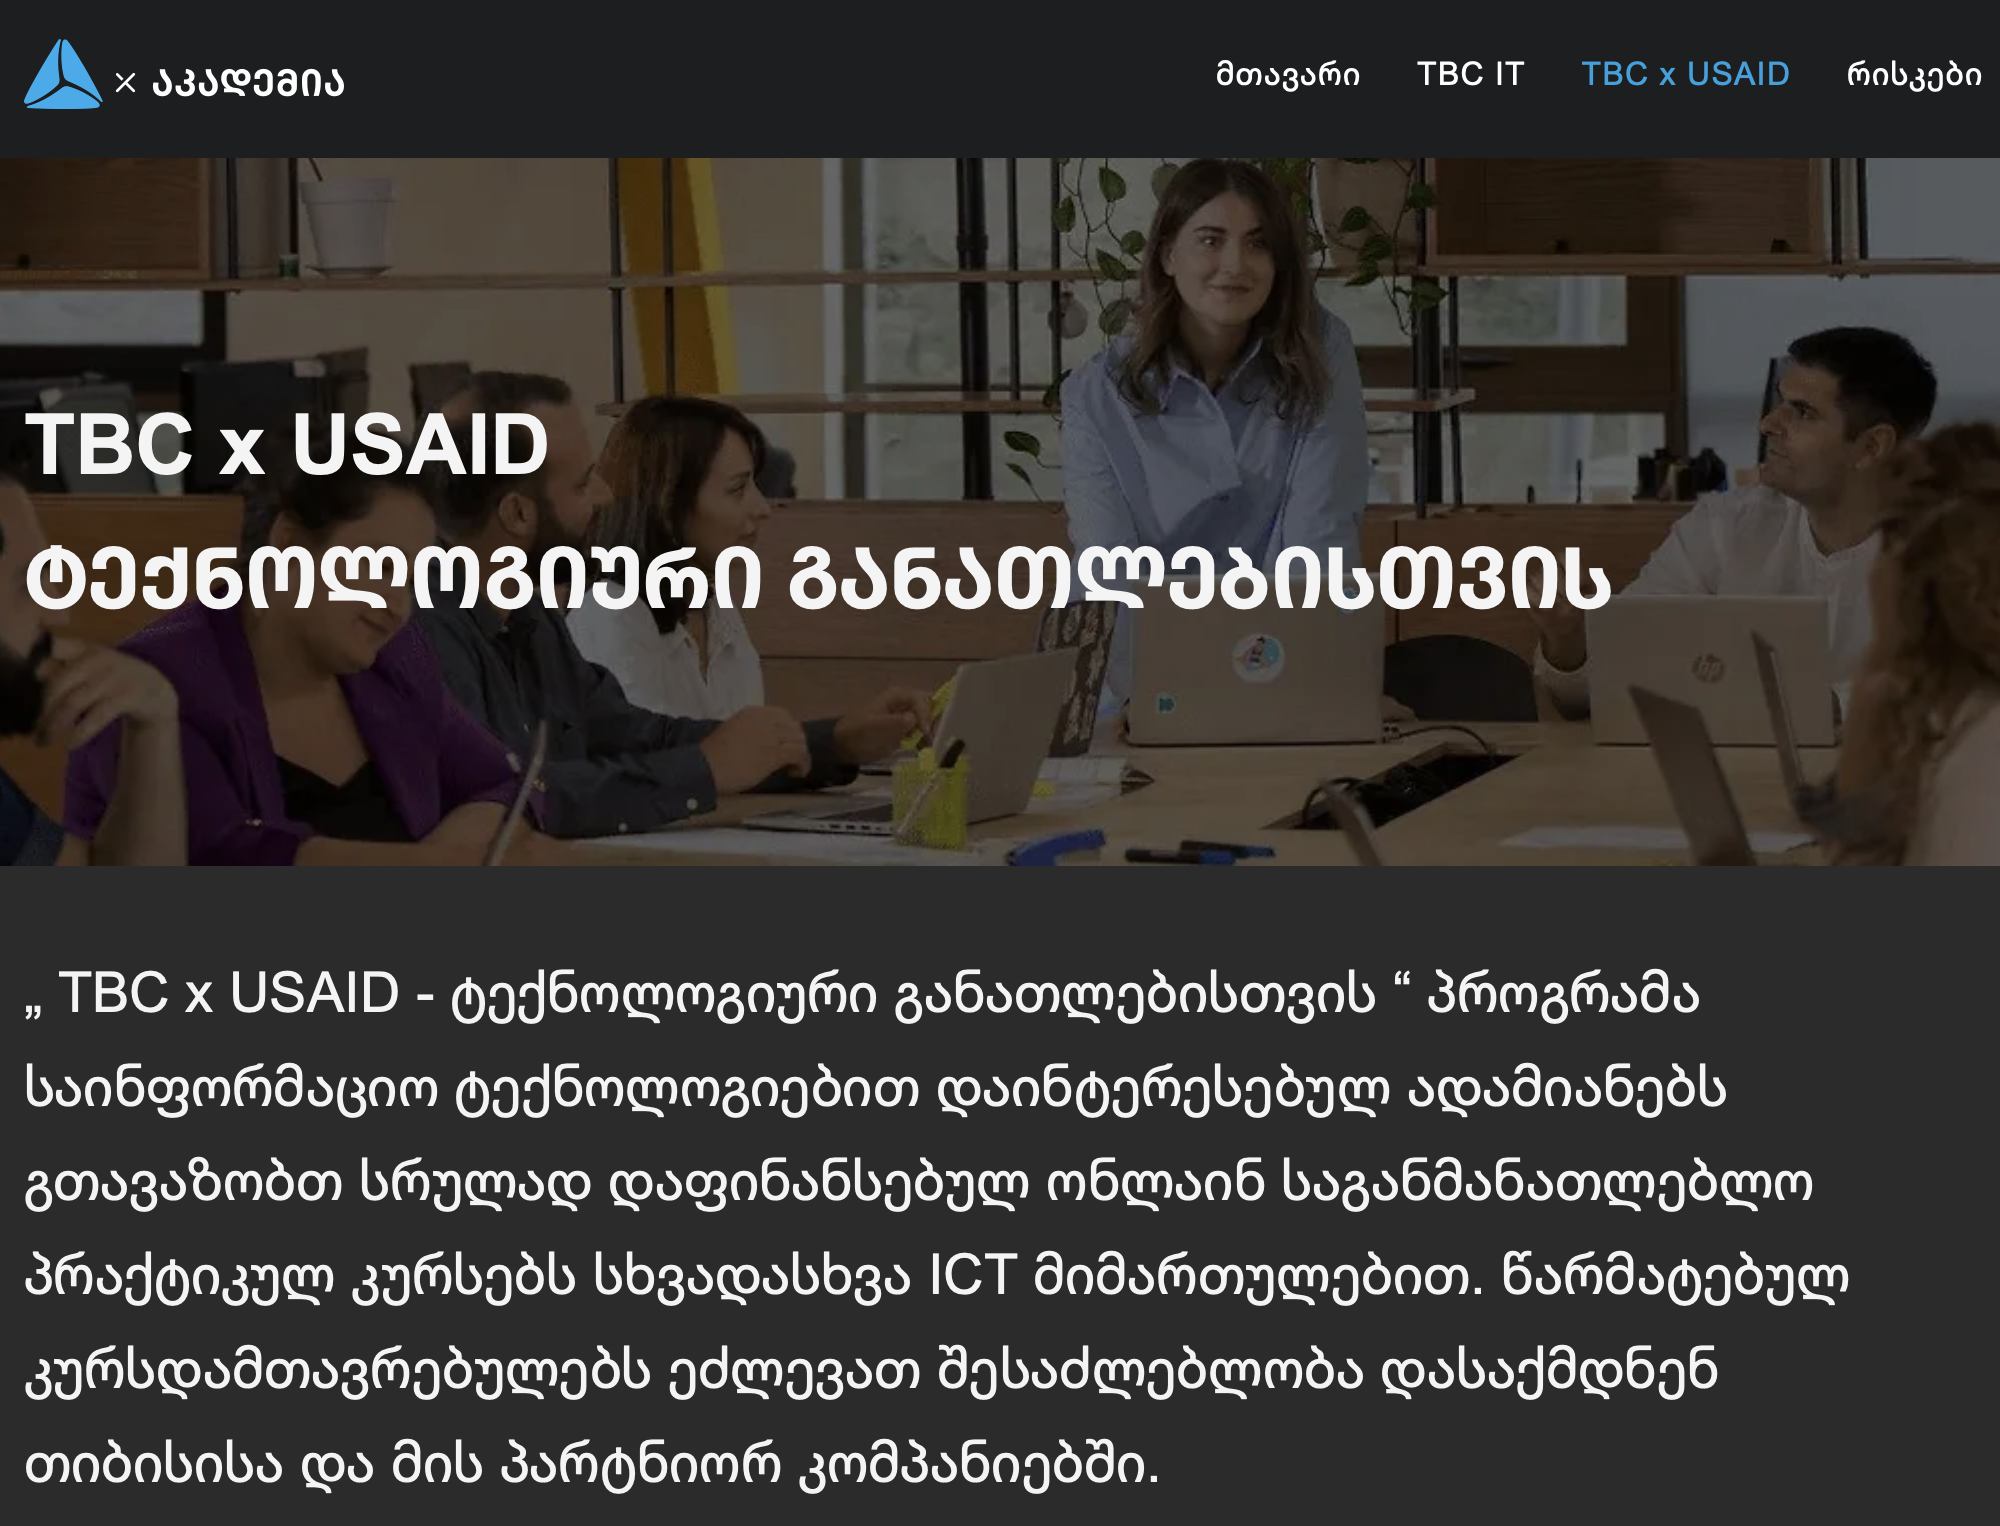 × აკადემია
მთავარი TBC IT TBC x USAID რისკები
TBC x USAID
ტექნოლოგიური განათლებისთვის
hp
„ TBC x USAID - ტექნოლოგიური განათლებისთვის “ პროგრამა
საინფორმაციო ტექნოლოგიებით დაინტერესებულ ადამიანებს
გთავაზობთ სრულად დაფინანსებულ ონლაინ საგანმანათლებლო
პრაქტიკულ კურსებს სხვადასხვა ICT მიმართულებით. წარმატებულ
კურსდამთავრებულებს ეძლევათ შესაძლებლობა დასაქმდნენ
თიბისისა და მის პარტნიორ კომპანიებში.